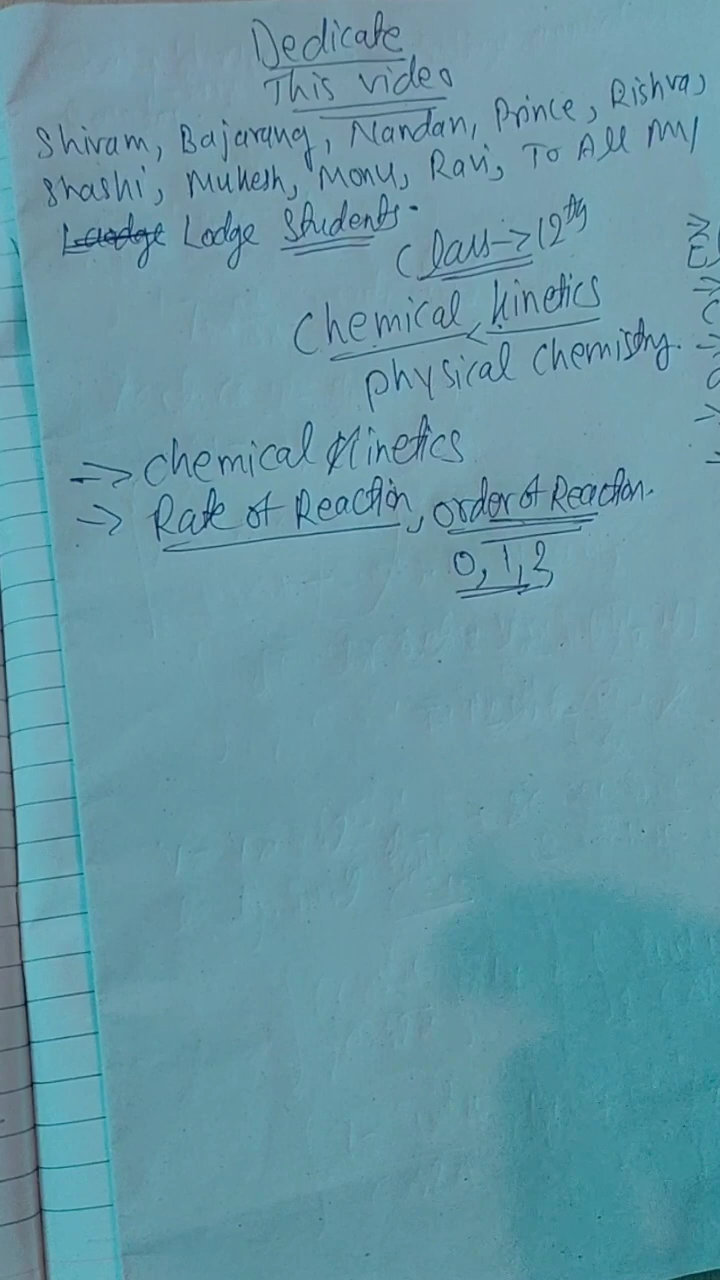 Dedicate
This video
Shivam, Bajarang, Nandan, Prince, Rishva,
Shashi, Mukesh, Monu, Ravi, To All My
Lodge Students.
Class -> 12th
Chemical kinetics
physical chemistry.
=> chemical kinetics
=> Rate of Reaction, order of Reaction.
0, 1, 2